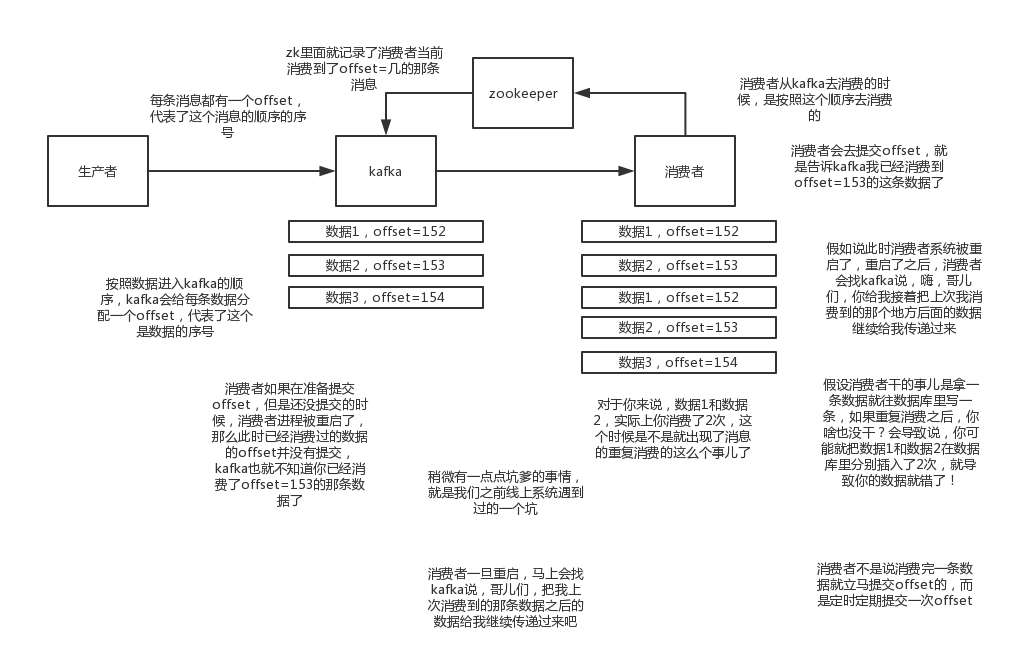 zk里面就记录了消费者当前
消费到了offset=几的那条
消息
zookeeper
消费者从kafka去消费的时
候，是按照这个顺序去消费
的
每条消息都有一个offset，
代表了这个消息的顺序的序
号
生产者
kafka
消费者
消费者会去提交offset，就
是告诉kafka我已经消费到
offset=153的这条数据了
数据1，offset=152
数据2，offset=153
数据3，offset=154
数据1，offset=152
数据2，offset=153
数据1，offset=152
数据2，offset=153
数据3，offset=154
假如说此时消费者系统被重
启了，重启了之后，消费者
会找kafka说，嗨，哥儿
们，你给我接着把上次我消
费到的那个地方后面的数据
继续给我传递过来
按照数据进入kafka的顺
序，kafka会给每条数据分
配一个offset，代表了这个
是数据的序号
消费者如果在准备提交
offset，但是还没提交的时
候，消费者进程被重启了，
那么此时已经消费过的数据
的offset并没有提交，
kafka也就不知道你已经消
费了offset=153的那条数
据了
对于你来说，数据1和数据
2，实际上你消费了2次，这
个时候是不是就出现了消息
的重复消费的这么个事儿了
假设消费者干的事儿是拿一
条数据就往数据库里写一
条，如果重复消费之后，你
啥也没干？会导致说，你可
能就把数据1和数据2在数据
库里分别插入了2次，就导
致你的数据就错了！
稍微有一点点坑爹的事情，
就是我们之前线上系统遇到
过的一个坑
消费者一旦重启，马上会找
kafka说，哥儿们，把我上
次消费到的那条数据之后的
数据给我继续传递过来吧
消费者不是说消费完一条数
据就立马提交offset的，而
是定时定期提交一次offset